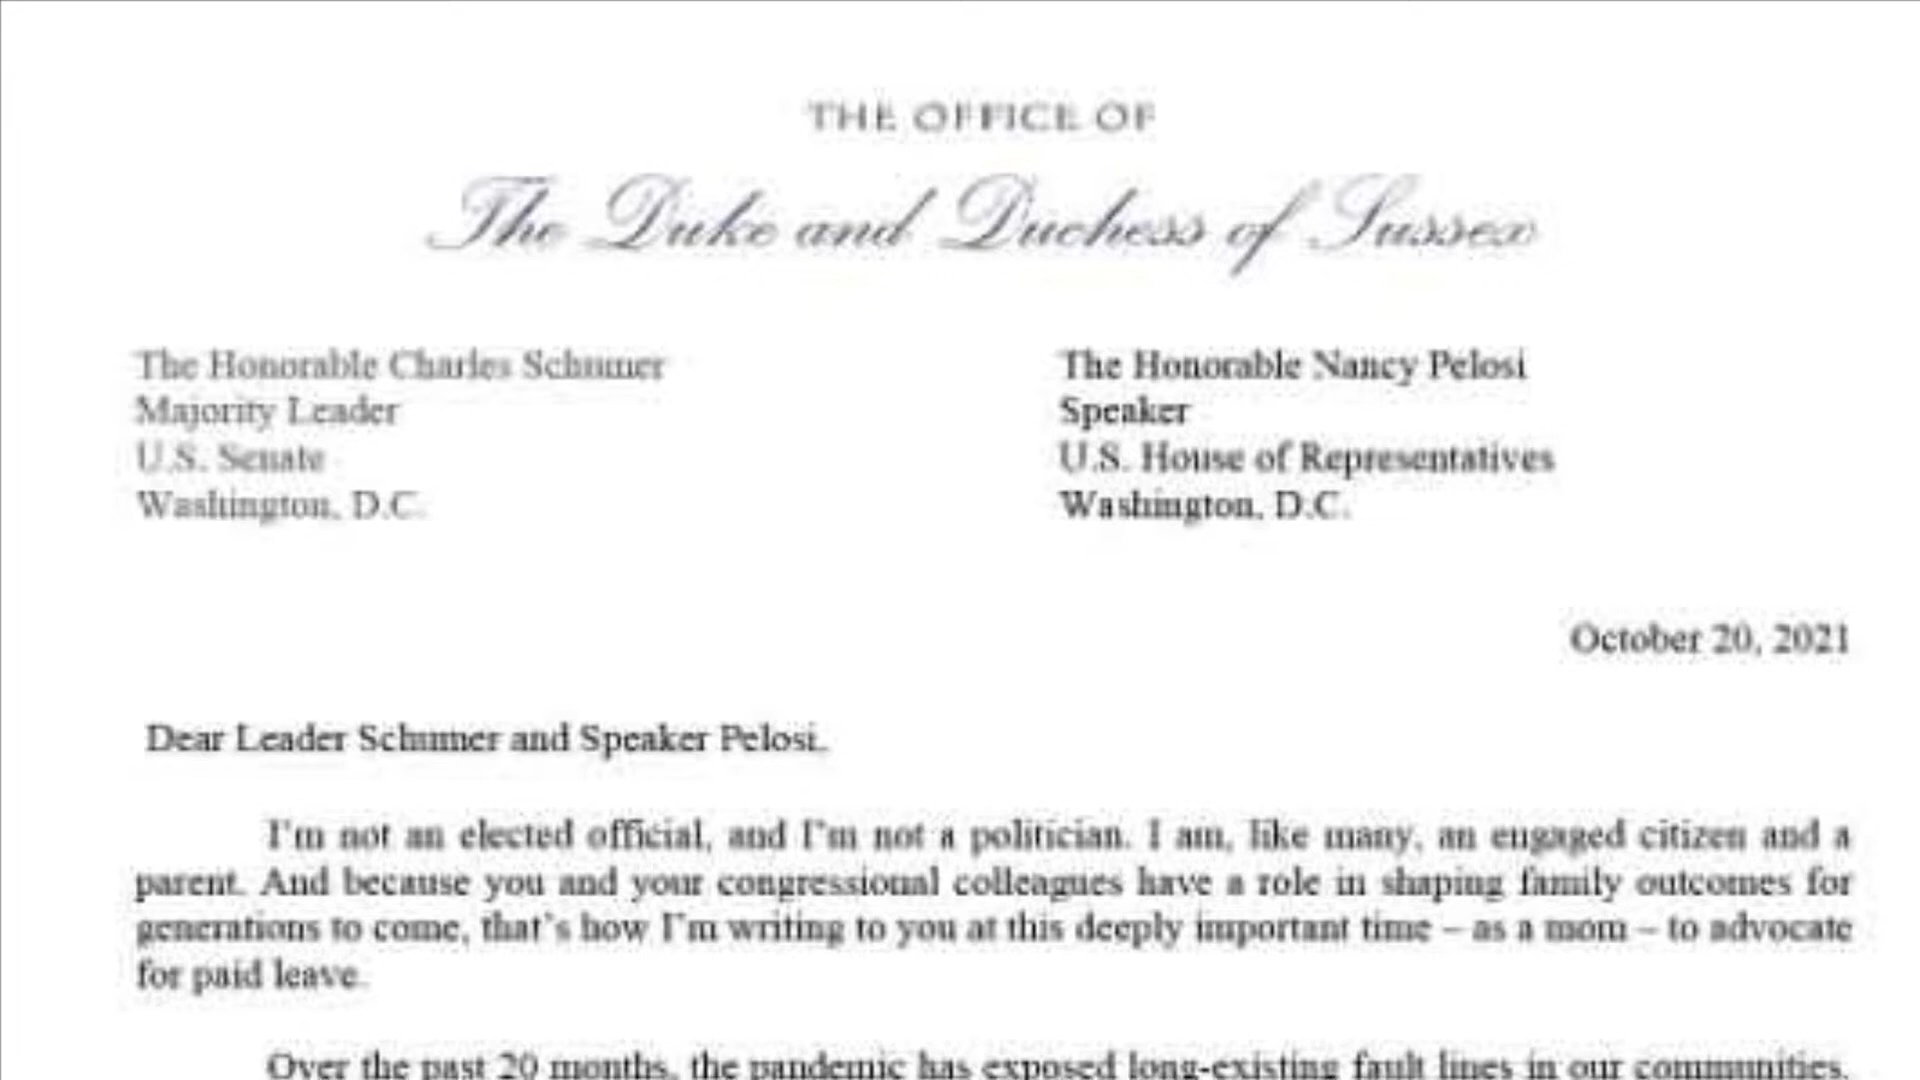 THE OFFICE OF
The Duke and Duchess of Sussex
The Honorable Charles Schumer
Majority Leader
U.S. Senate
Washington, D.C.
The Honorable Nancy Pelosi
Speaker
U.S. House of Representatives
Washington, D.C.
October 20, 2021
Dear Leader Schumer and Speaker Pelosi,
I'm not an elected official, and I'm not a politician. I am, like many, an engaged citizen and a
parent. And because you and your congressional colleagues have a role in shaping family outcomes for
generations to come, that's how I'm writing to you at this deeply important time – as a mom – to advocate
for paid leave.
Over the past 20 months, the pandemic has exposed long-existing fault lines in our communities.